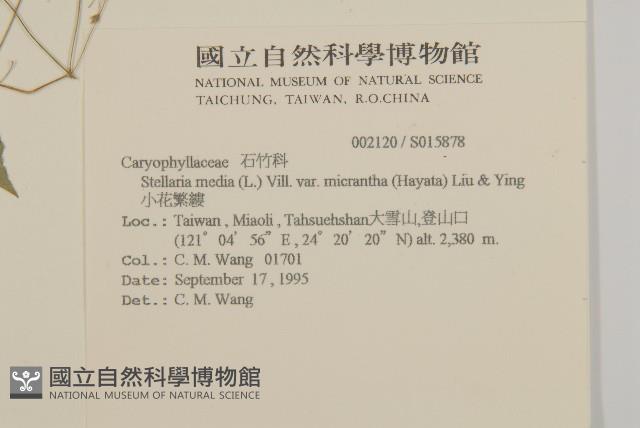 國立自然科學博物館
NATIONAL MUSEUM OF NATURAL SCIENCE
TAICHUNG, TAIWAN, R.O.CHINA
002120 / S015878
Caryophyllaceae 石竹科
Stellaria media (L.) Vill. var. micrantha (Hayata) Liu & Ying
小花繁縷
Loc.: Taiwan , Miaoli , Tahsuehshan大雪山,登山口
(121° 04′ 56” E , 24° 20′ 20” N) alt. 2,380 m.
Col.: C. M. Wang 01701
Date: September 17 , 1995
Det.: C. M. Wang
國立自然科學博物館
NATIONAL MUSEUM OF NATURAL SCIENCE